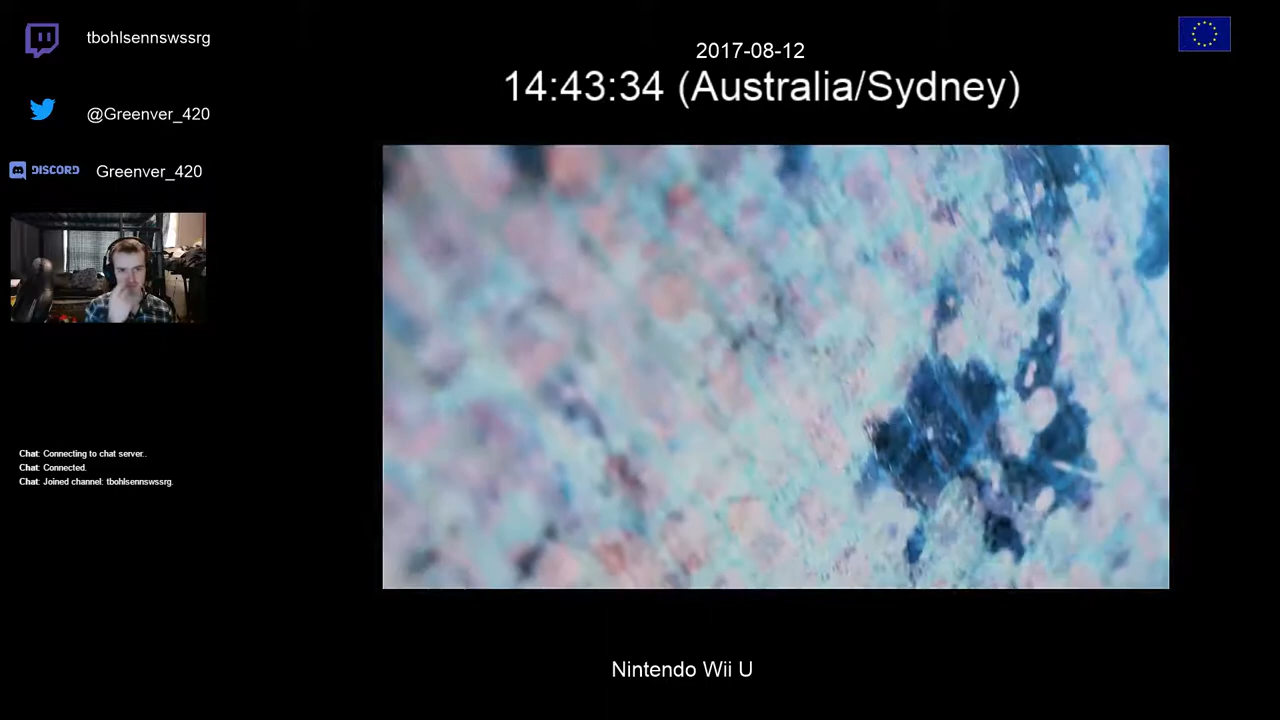 tbohlsennswssrg
@Greenver_420
DISCORD Greenver_420
2017-08-12
14:43:34 (Australia/Sydney)
Chat: Connecting to chat server..
Chat: Connected.
Chat: Joined channel: tbohlsennswssrg.
Nintendo Wii U